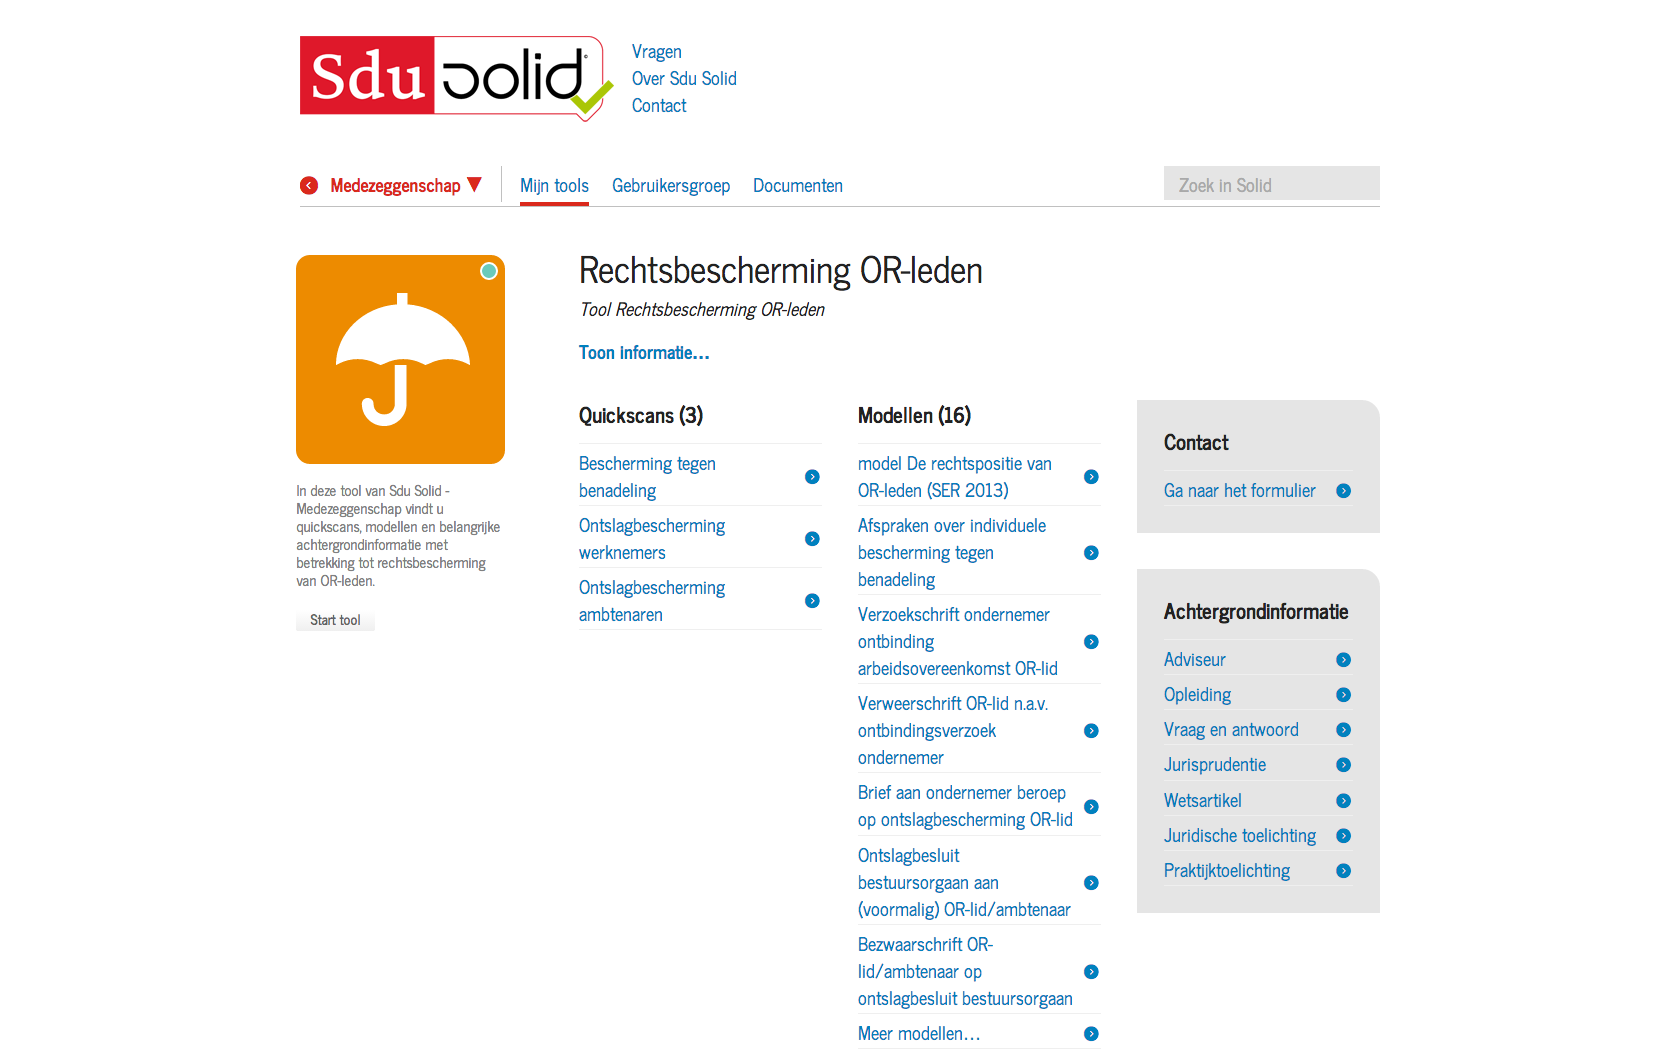 Sdu solid
Vragen
Over Sdu Solid
Contact
Medezeggenschap
Mijn tools
Gebruikersgroep
Documenten
Zoek in Solid
In deze tool van Sdu Solid -
Medezeggenschap vindt u
quickscans, modellen en belangrijke
achtergrondinformatie met
betrekking tot rechtsbescherming
van OR-leden.
Start tool
Rechtsbescherming OR-leden
Tool Rechtsbescherming OR-leden
Toon informatie...
Quickscans (3)
Bescherming tegen
benadeling
Ontslagbescherming
werknemers
Ontslagbescherming
ambtenaren
Modellen (16)
model De rechtspositie van
OR-leden (SER 2013)
Afspraken over individuele
bescherming tegen
benadeling
Verzoekschrift ondernemer
ontbinding
arbeidsovereenkomst OR-lid
Verweerschrift OR-lid n.a.v.
ontbindingsverzoek
ondernemer
Brief aan ondernemer beroep
op ontslagbescherming OR-lid
Ontslagbesluit
bestuursorgaan aan
(voormalig) OR-lid/ambtenaar
Bezwaarschrift OR-
lid/ambtenaar op
ontslagbesluit bestuursorgaan
Meer modellen...
Contact
Ga naar het formulier
Achtergrondinformatie
Adviseur
Opleiding
Vraag en antwoord
Jurisprudentie
Wetsartikel
Juridische toelichting
Praktijktoelichting